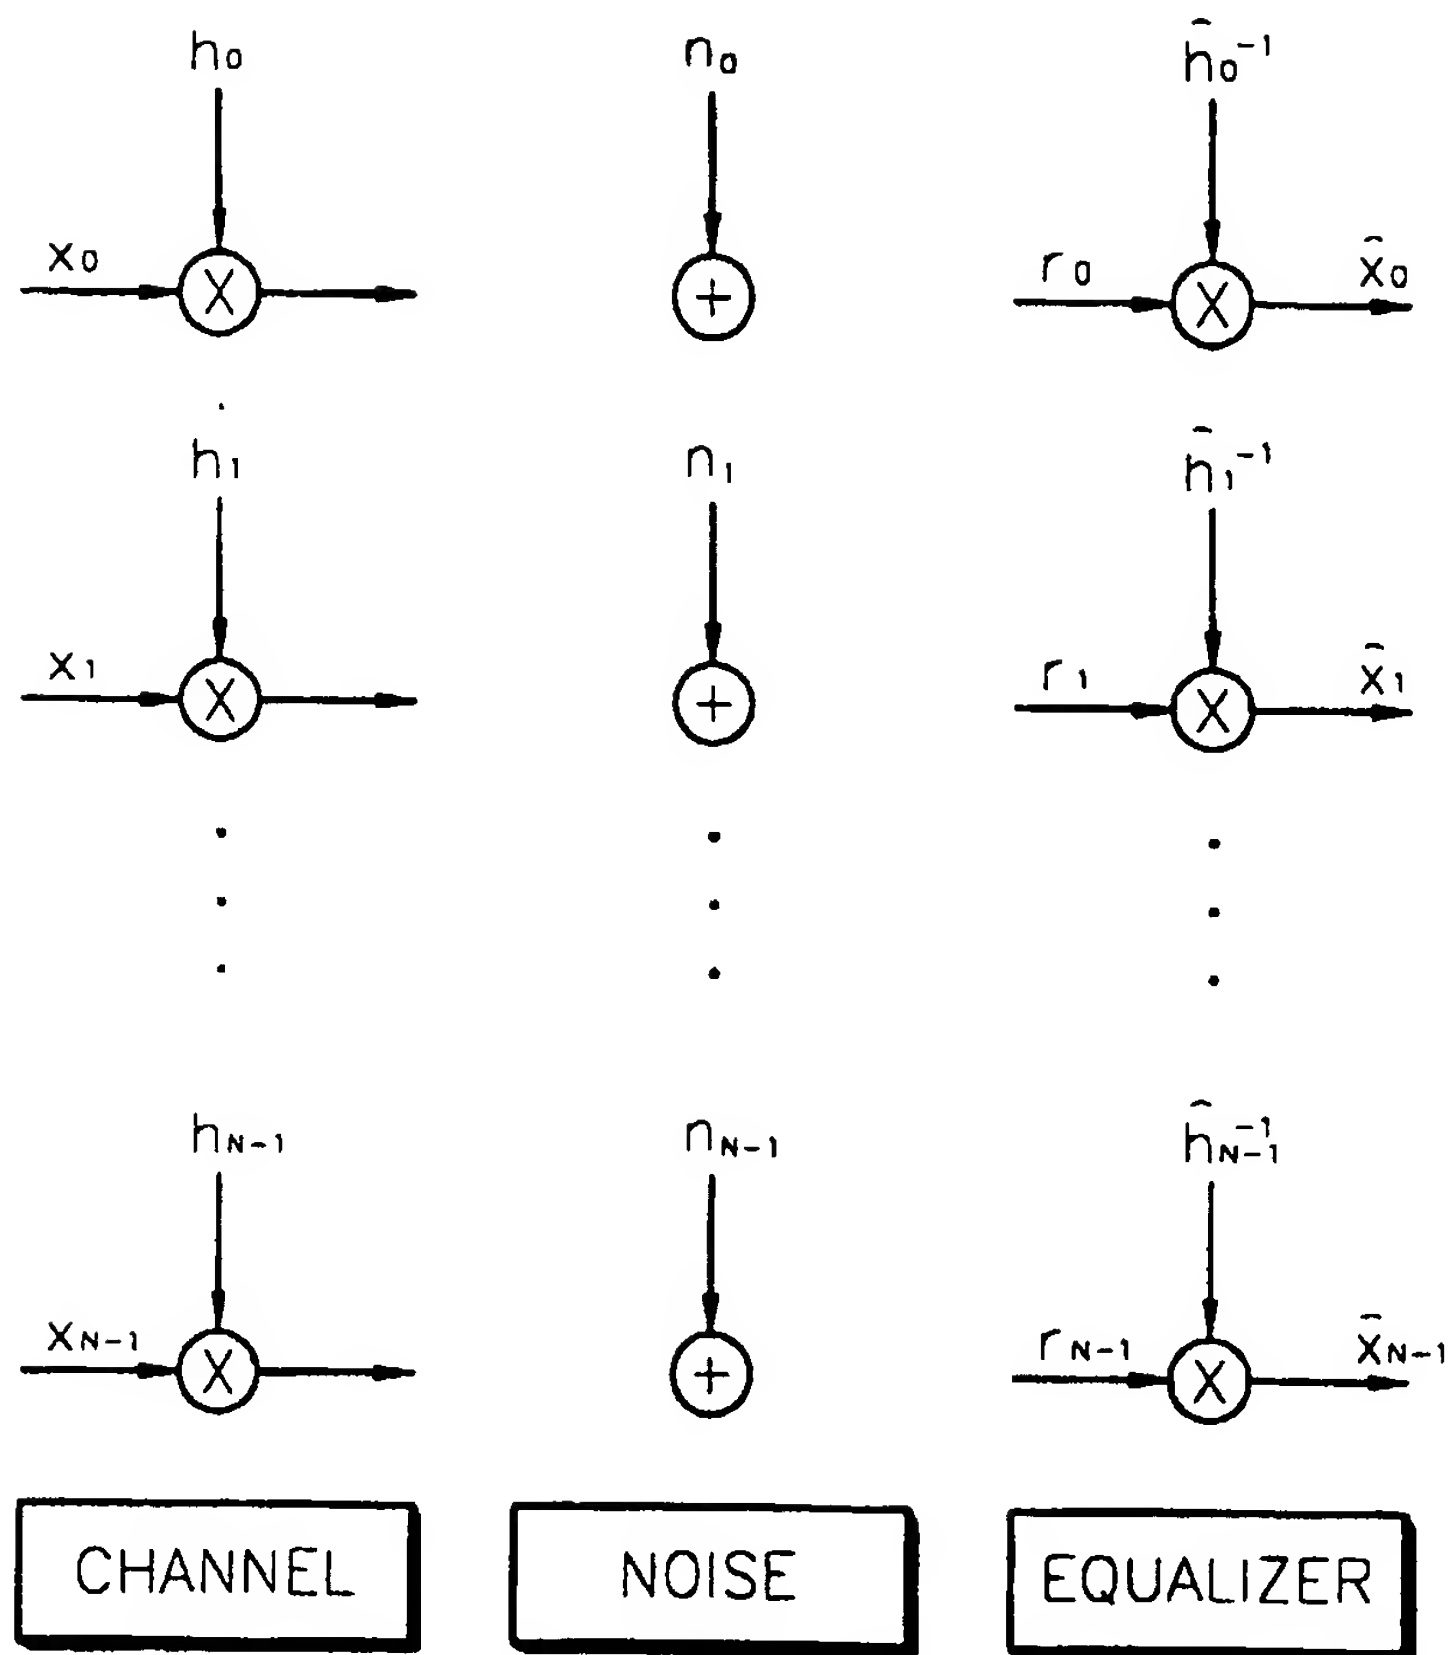 h₀ n₀ ĥ₀⁻¹
x₀ r₀ x̂₀
h₁ n₁ ĥ₁⁻¹
x₁ r₁ x̂₁
hN-1 nN-1 ĥN-1⁻¹
xN-1 rN-1 x̂N-1
CHANNEL NOISE EQUALIZER